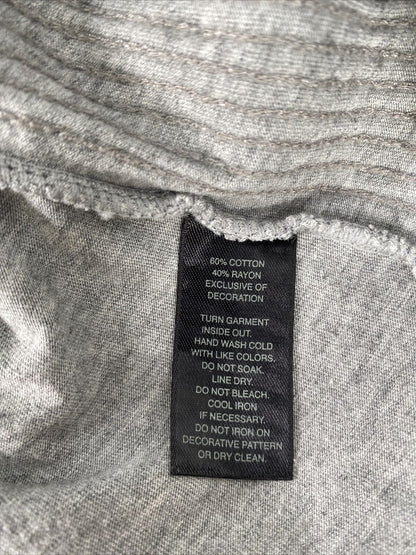 60% COTTON
40% RAYON
EXCLUSIVE OF
DECORATION
TURN GARMENT
INSIDE OUT.
HAND WASH COLD
WITH LIKE COLORS.
DO NOT SOAK.
LINE DRY.
DO NOT BLEACH.
COOL IRON
IF NECESSARY.
DO NOT IRON ON
DECORATIVE PATTERN
OR DRY CLEAN.